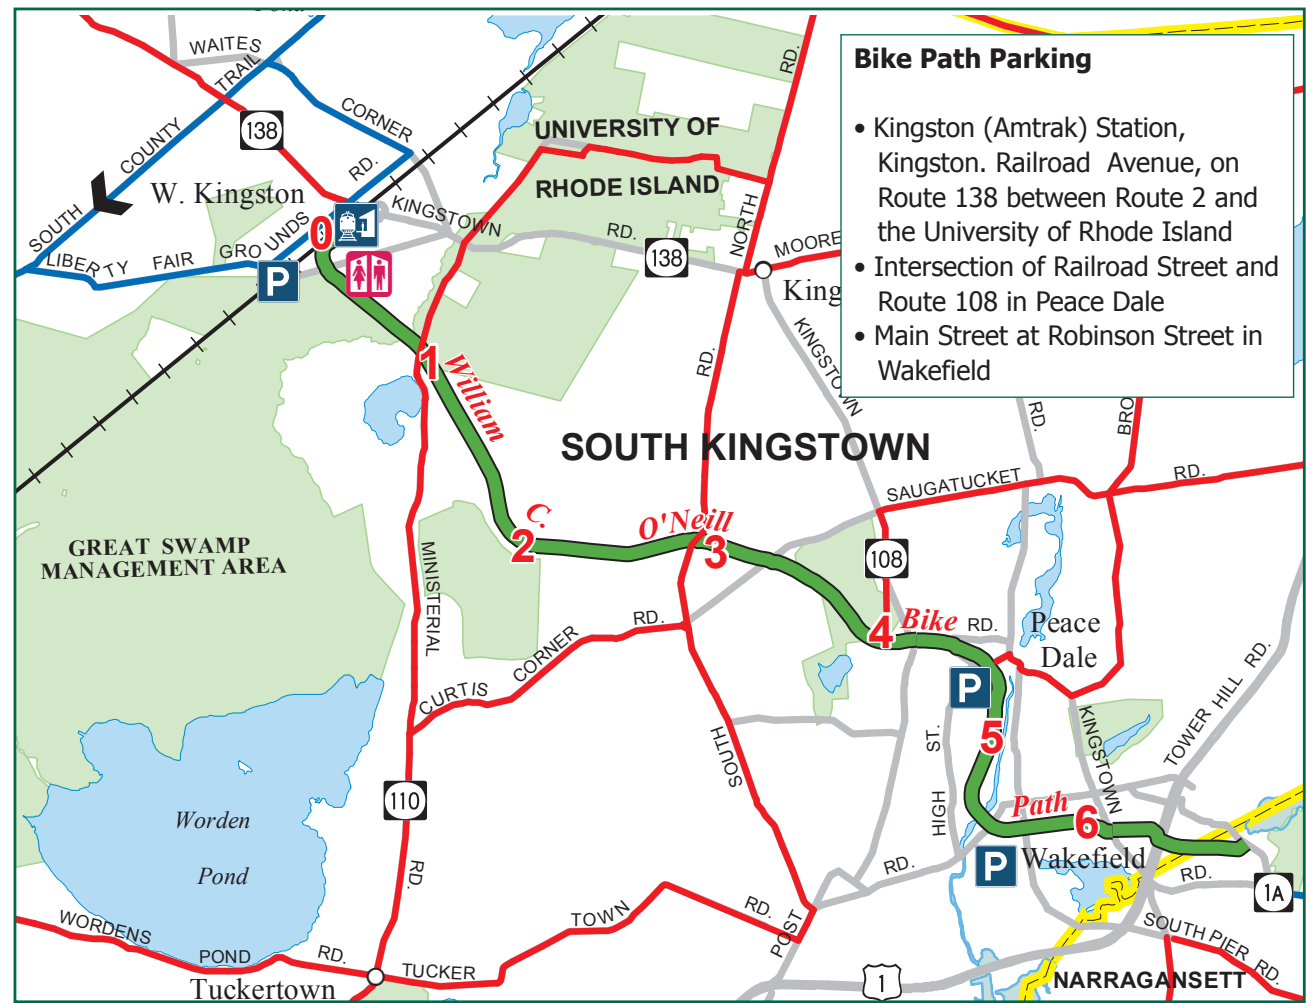 WAITES
TRAIL
COUNTY
SOUTH
138
CORNER
RD.
W. Kingston
KINGSTOWN
RD.
138
LIBERTY FAIR GROUNDS
0
P
UNIVERSITY OF
RHODE ISLAND
RD.
NORTH
MOORE
King
KINGSTOWN
RD.
Bike Path Parking
• Kingston (Amtrak) Station,
Kingston. Railroad Avenue, on
Route 138 between Route 2 and
the University of Rhode Island
• Intersection of Railroad Street and
Route 108 in Peace Dale
• Main Street at Robinson Street in
Wakefield
RD.
BRO
1
William
SOUTH KINGSTOWN
SAUGATUCKET
RD.
C.
2
O'Neill
3
108
GREAT SWAMP
MANAGEMENT AREA
MINISTERIAL
4
Bike
RD.
Peace
Dale
CURTIS CORNER RD.
P
5
SOUTH
HIGH ST.
KINGSTOWN
TOWER HILL RD.
110
Path
6
Worden
Pond
P
Wakefield
RD.
RD.
RD.
1A
WORDENS
POND
RD.
TUCKER
TOWN
RD.
POST
SOUTH PIER RD.
Tuckertown
1
NARRAGANSETT